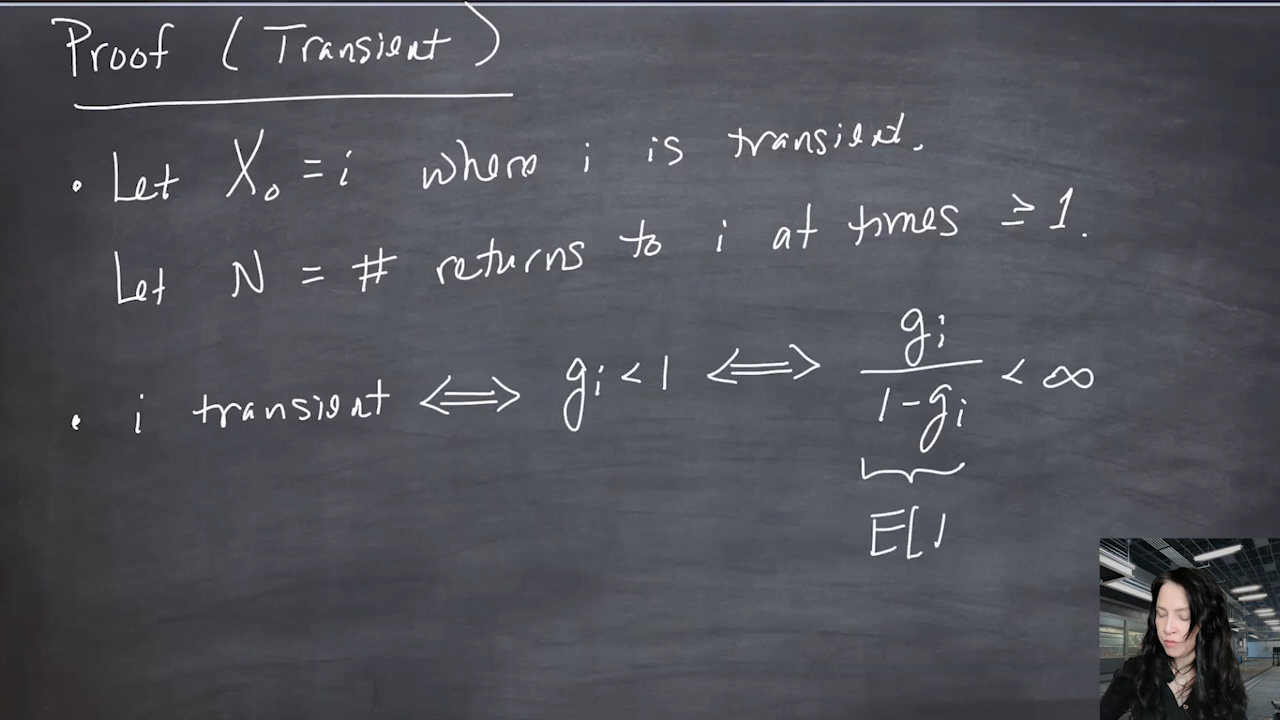 Proof (Transient)
• Let X₀ = i where i is transient.
Let N = # returns to i at times ≥ 1.
• i transient ⟺ gᵢ < 1 ⟺ gᵢ / (1 - gᵢ) < ∞
E[